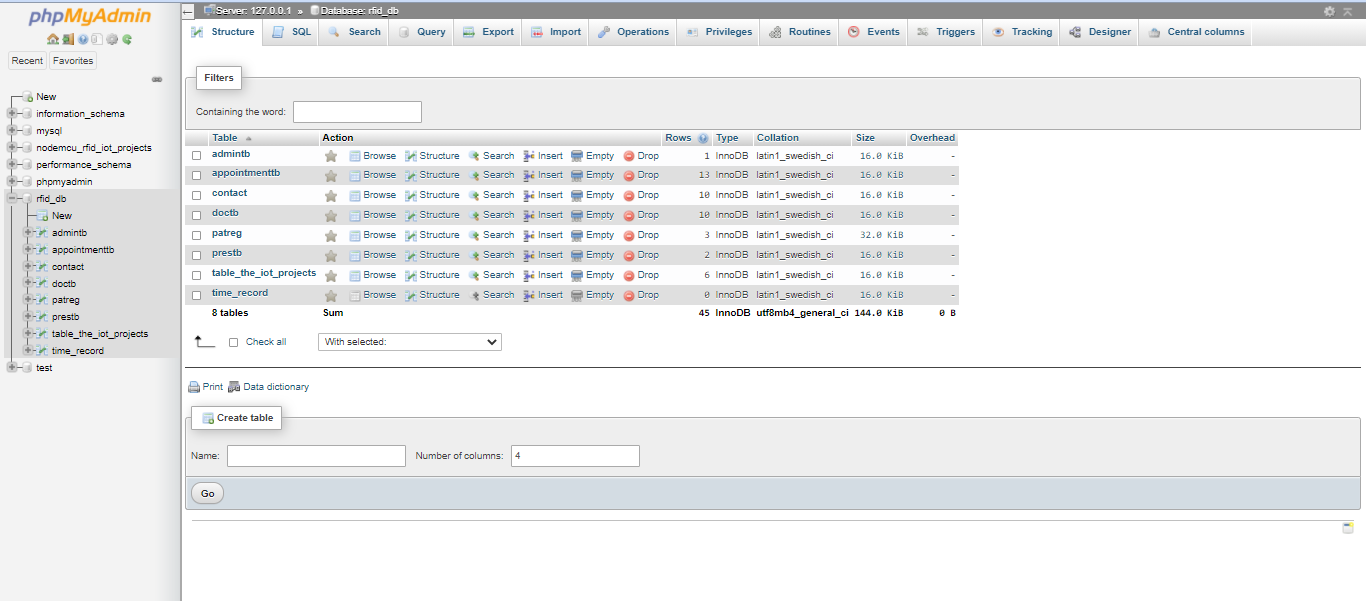 phpMyAdmin
Recent Favorites
New
information_schema
mysql
nodemcu_rfid_iot_projects
performance_schema
phpmyadmin
rfid_db
New
admintb
appointmenttb
contact
doctb
patreg
prestb
table_the_iot_projects
time_record
test
Server: 127.0.0.1 » Database: rfid_db
Structure SQL Search Query Export Import Operations Privileges Routines Events Triggers Tracking Designer Central columns
Filters
Containing the word:
Table Action Rows Type Collation Size Overhead
admintb Browse Structure Search Insert Empty Drop 1 InnoDB latin1_swedish_ci 16.0 KiB -
appointmenttb Browse Structure Search Insert Empty Drop 13 InnoDB latin1_swedish_ci 16.0 KiB -
contact Browse Structure Search Insert Empty Drop 10 InnoDB latin1_swedish_ci 16.0 KiB -
doctb Browse Structure Search Insert Empty Drop 10 InnoDB latin1_swedish_ci 16.0 KiB -
patreg Browse Structure Search Insert Empty Drop 3 InnoDB latin1_swedish_ci 32.0 KiB -
prestb Browse Structure Search Insert Empty Drop 2 InnoDB latin1_swedish_ci 16.0 KiB -
table_the_iot_projects Browse Structure Search Insert Empty Drop 6 InnoDB latin1_swedish_ci 16.0 KiB -
time_record Browse Structure Search Insert Empty Drop 0 InnoDB latin1_swedish_ci 16.0 KiB -
8 tables Sum 45 InnoDB utf8mb4_general_ci 144.0 KiB 0 B
Check all With selected:
Print Data dictionary
Create table
Name: Number of columns: 4
Go